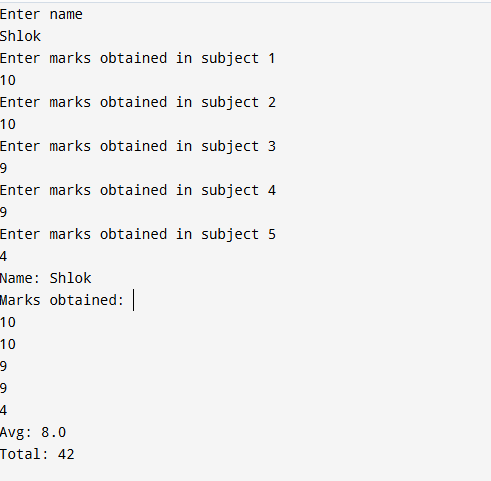 Enter name
Shlok
Enter marks obtained in subject 1
10
Enter marks obtained in subject 2
10
Enter marks obtained in subject 3
9
Enter marks obtained in subject 4
9
Enter marks obtained in subject 5
4
Name: Shlok
Marks obtained:
10
10
9
9
4
Avg: 8.0
Total: 42